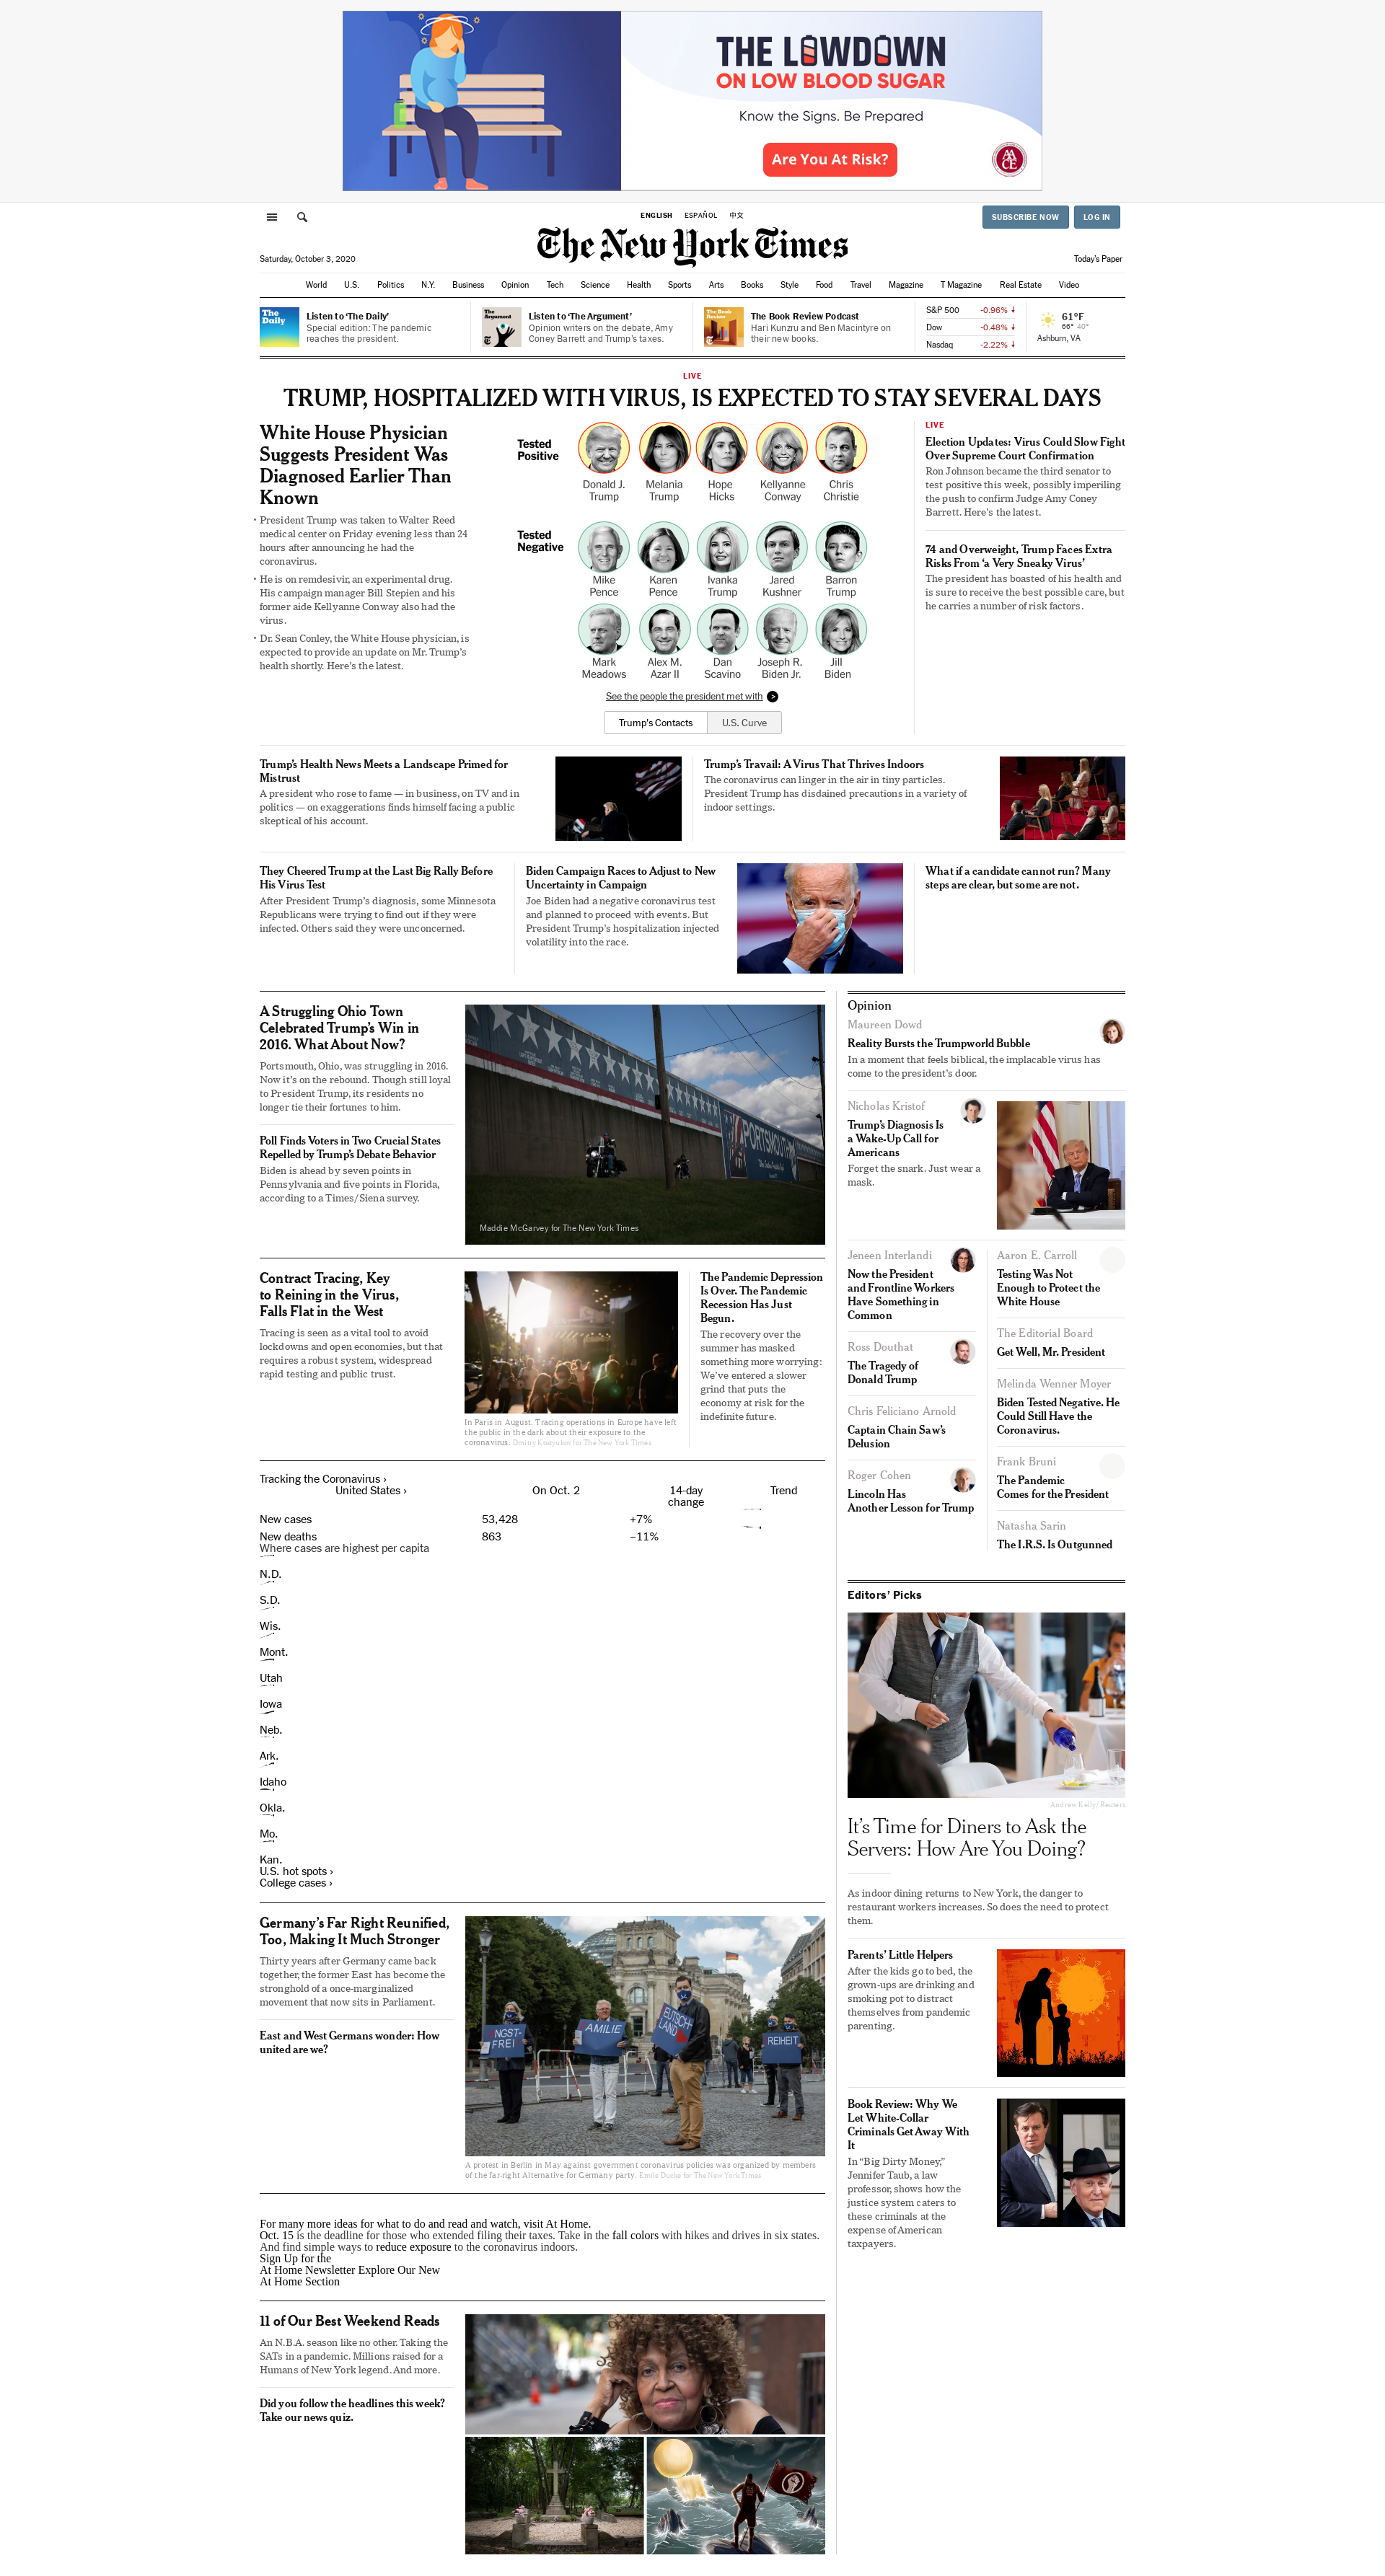 THE LOWDOWN
ON LOW BLOOD SUGAR
Know the Signs. Be Prepared
Are You At Risk?
AACE
ENGLISH ESPAÑOL 中文
SUBSCRIBE NOW LOG IN
The New York Times
Saturday, October 3, 2020
Today's Paper
World U.S. Politics N.Y. Business Opinion Tech Science Health Sports Arts Books Style Food Travel Magazine T Magazine Real Estate Video
The Daily
Listen to ‘The Daily’
Special edition: The pandemic
reaches the president.
The Argument
Listen to ‘The Argument’
Opinion writers on the debate, Amy
Coney Barrett and Trump’s taxes.
The Book Review
The Book Review Podcast
Hari Kunzru and Ben Macintyre on
their new books.
S&P 500 -0.96% ↓
Dow -0.48% ↓
Nasdaq -2.22% ↓
61°F
66° 40°
Ashburn, VA
LIVE
TRUMP, HOSPITALIZED WITH VIRUS, IS EXPECTED TO STAY SEVERAL DAYS
White House Physician
Suggests President Was
Diagnosed Earlier Than
Known
• President Trump was taken to Walter Reed
medical center on Friday evening less than 24
hours after announcing he had the
coronavirus.
• He is on remdesivir, an experimental drug.
His campaign manager Bill Stepien and his
former aide Kellyanne Conway also had the
virus.
• Dr. Sean Conley, the White House physician, is
expected to provide an update on Mr. Trump’s
health shortly. Here’s the latest.
Tested
Positive
Donald J.
Trump
Melania
Trump
Hope
Hicks
Kellyanne
Conway
Chris
Christie
Tested
Negative
Mike
Pence
Karen
Pence
Ivanka
Trump
Jared
Kushner
Barron
Trump
Mark
Meadows
Alex M.
Azar II
Dan
Scavino
Joseph R.
Biden Jr.
Jill
Biden
See the people the president met with >
Trump’s Contacts U.S. Curve
LIVE
Election Updates: Virus Could Slow Fight
Over Supreme Court Confirmation
Ron Johnson became the third senator to
test positive this week, possibly imperiling
the push to confirm Judge Amy Coney
Barrett. Here’s the latest.
74 and Overweight, Trump Faces Extra
Risks From ‘a Very Sneaky Virus’
The president has boasted of his health and
is sure to receive the best possible care, but
he carries a number of risk factors.
Trump’s Health News Meets a Landscape Primed for
Mistrust
A president who rose to fame — in business, on TV and in
politics — on exaggerations finds himself facing a public
skeptical of his account.
Trump’s Travail: A Virus That Thrives Indoors
The coronavirus can linger in the air in tiny particles.
President Trump has disdained precautions in a variety of
indoor settings.
They Cheered Trump at the Last Big Rally Before
His Virus Test
After President Trump’s diagnosis, some Minnesota
Republicans were trying to find out if they were
infected. Others said they were unconcerned.
Biden Campaign Races to Adjust to New
Uncertainty in Campaign
Joe Biden had a negative coronavirus test
and planned to proceed with events. But
President Trump’s hospitalization injected
volatility into the race.
What if a candidate cannot run? Many
steps are clear, but some are not.
A Struggling Ohio Town
Celebrated Trump’s Win in
2016. What About Now?
Portsmouth, Ohio, was struggling in 2016.
Now it’s on the rebound. Though still loyal
to President Trump, its residents no
longer tie their fortunes to him.
Poll Finds Voters in Two Crucial States
Repelled by Trump’s Debate Behavior
Biden is ahead by seven points in
Pennsylvania and five points in Florida,
according to a Times/Siena survey.
PORTSMOUTH
Maddie McGarvey for The New York Times
Contract Tracing, Key
to Reining in the Virus,
Falls Flat in the West
Tracing is seen as a vital tool to avoid
lockdowns and open economies, but that
requires a robust system, widespread
rapid testing and public trust.
In Paris in August. Tracing operations in Europe have left
the public in the dark about their exposure to the
coronavirus. Dmitry Kostyukov for The New York Times
The Pandemic Depression
Is Over. The Pandemic
Recession Has Just
Begun.
The recovery over the
summer has masked
something more worrying:
We’ve entered a slower
grind that puts the
economy at risk for the
indefinite future.
Tracking the Coronavirus ›
United States › On Oct. 2 14-day
change Trend
New cases 53,428 +7%
New deaths 863 –11%
Where cases are highest per capita
N.D.
S.D.
Wis.
Mont.
Utah
Iowa
Neb.
Ark.
Idaho
Okla.
Mo.
Kan.
U.S. hot spots ›
College cases ›
Germany’s Far Right Reunified,
Too, Making It Much Stronger
Thirty years after Germany came back
together, the former East has become the
stronghold of a once-marginalized
movement that now sits in Parliament.
East and West Germans wonder: How
united are we?
NGST-
FREI
AMILIE
EUTSCH-
LAND
REIHEIT
A protest in Berlin in May against government coronavirus policies was organized by members
of the far-right Alternative for Germany party. Emile Ducke for The New York Times
For many more ideas for what to do and read and watch, visit At Home.
Oct. 15 is the deadline for those who extended filing their taxes. Take in the fall colors with hikes and drives in six states.
And find simple ways to reduce exposure to the coronavirus indoors.
Sign Up for the
At Home Newsletter Explore Our New
At Home Section
11 of Our Best Weekend Reads
An N.B.A. season like no other. Taking the
SATs in a pandemic. Millions raised for a
Humans of New York legend. And more.
Did you follow the headlines this week?
Take our news quiz.
Opinion
Maureen Dowd
Reality Bursts the Trumpworld Bubble
In a moment that feels biblical, the implacable virus has
come to the president’s door.
Nicholas Kristof
Trump’s Diagnosis Is
a Wake-Up Call for
Americans
Forget the snark. Just wear a
mask.
Jeneen Interlandi
Now the President
and Frontline Workers
Have Something in
Common
Ross Douthat
The Tragedy of
Donald Trump
Chris Feliciano Arnold
Captain Chain Saw’s
Delusion
Roger Cohen
Lincoln Has
Another Lesson for Trump
Aaron E. Carroll
Testing Was Not
Enough to Protect the
White House
The Editorial Board
Get Well, Mr. President
Melinda Wenner Moyer
Biden Tested Negative. He
Could Still Have the
Coronavirus.
Frank Bruni
The Pandemic
Comes for the President
Natasha Sarin
The I.R.S. Is Outgunned
Editors’ Picks
Andrew Kelly/Reuters
It’s Time for Diners to Ask the
Servers: How Are You Doing?
As indoor dining returns to New York, the danger to
restaurant workers increases. So does the need to protect
them.
Parents’ Little Helpers
After the kids go to bed, the
grown-ups are drinking and
smoking pot to distract
themselves from pandemic
parenting.
Book Review: Why We
Let White-Collar
Criminals Get Away With
It
In “Big Dirty Money,”
Jennifer Taub, a law
professor, shows how the
justice system caters to
these criminals at the
expense of American
taxpayers.